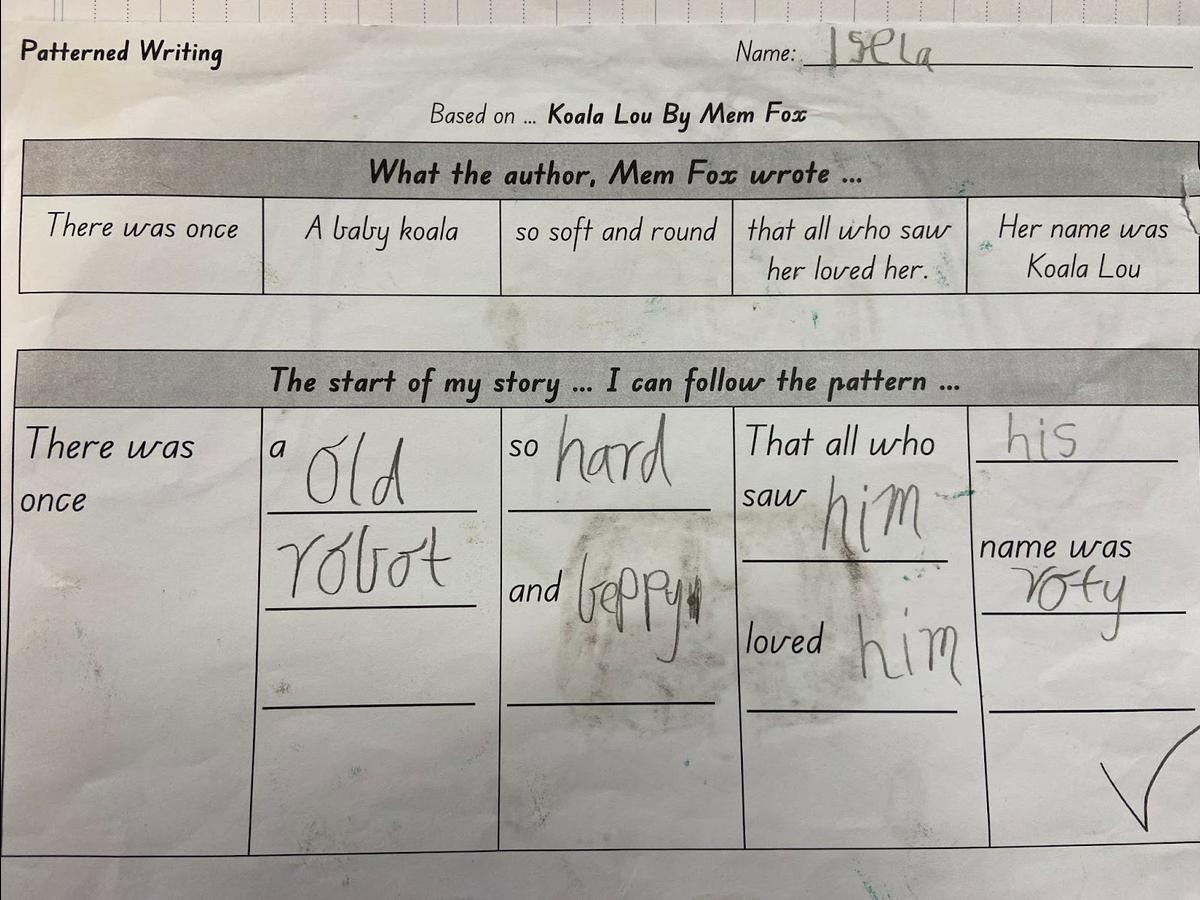 Patterned Writing
Name: Isela
Based on ... Koala Lou By Mem Fox
What the author, Mem Fox wrote ...
There was once
A baby koala
so soft and round
that all who saw
her loved her.
Her name was
Koala Lou
The start of my story ... I can follow the pattern ...
There was
once
a old
robot
so hard
and beppy
That all who
saw him
loved him
his
name was
roty